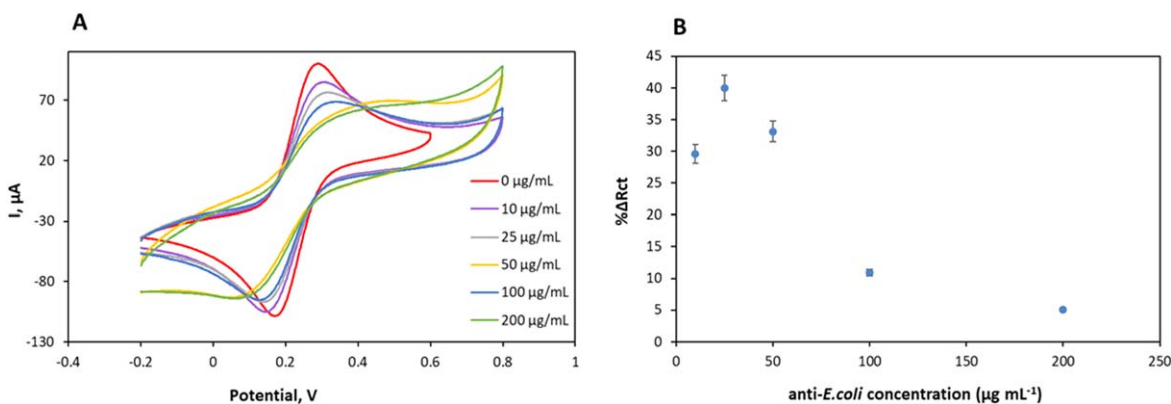 A
I, µA
70
20
-30
-80
-130
-0.4
-0.2
0
0.2
0.4
0.6
0.8
1
Potential, V
0 µg/mL
10 µg/mL
25 µg/mL
50 µg/mL
100 µg/mL
200 µg/mL
B
%ΔRct
45
40
35
30
25
20
15
10
5
0
0
50
100
150
200
250
anti-E.coli concentration (µg mL⁻¹)